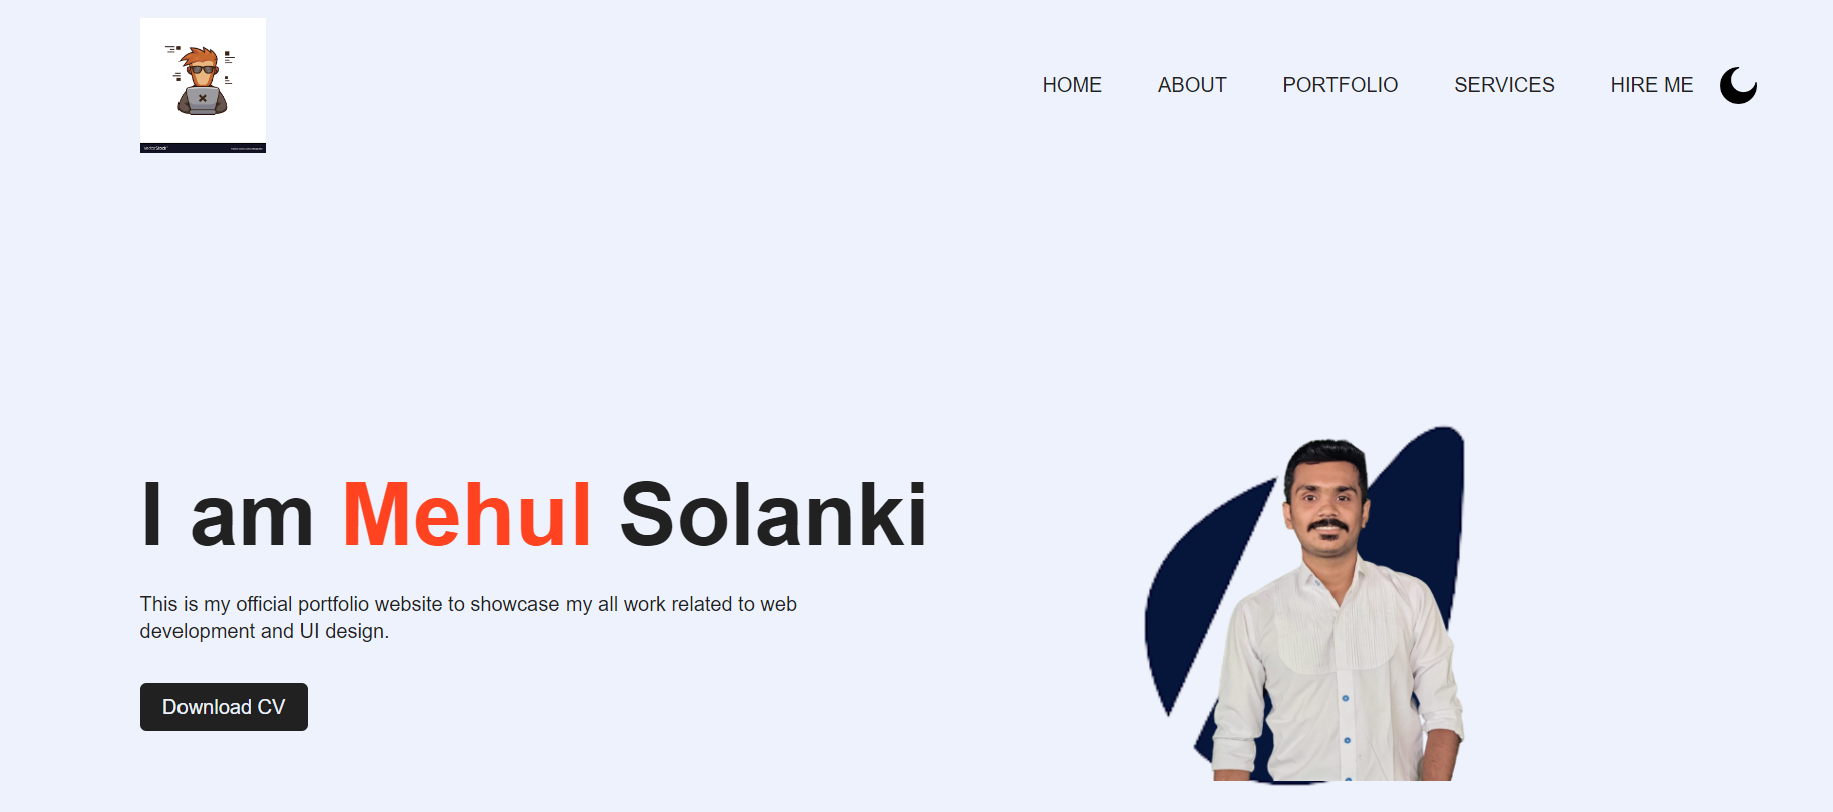 VectorStock
HOME ABOUT PORTFOLIO SERVICES HIRE ME
I am Mehul Solanki
This is my official portfolio website to showcase my all work related to web
development and UI design.
Download CV